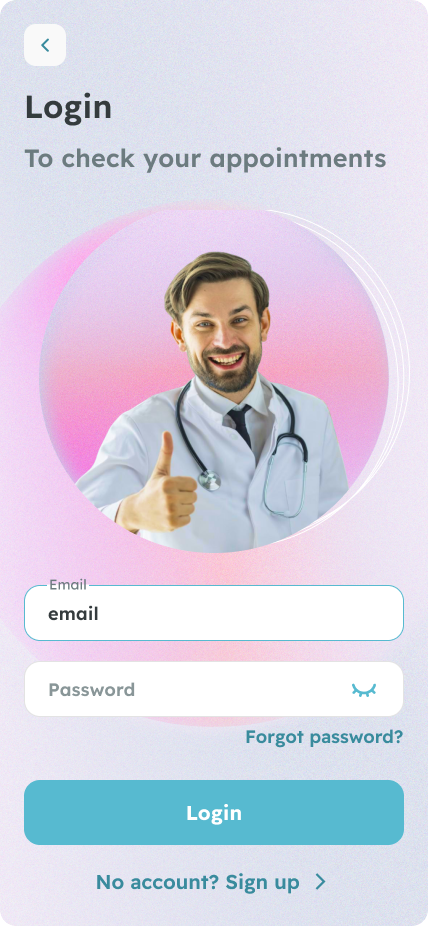 Login
To check your appointments
Email
email
Password
Forgot password?
Login
No account? Sign up